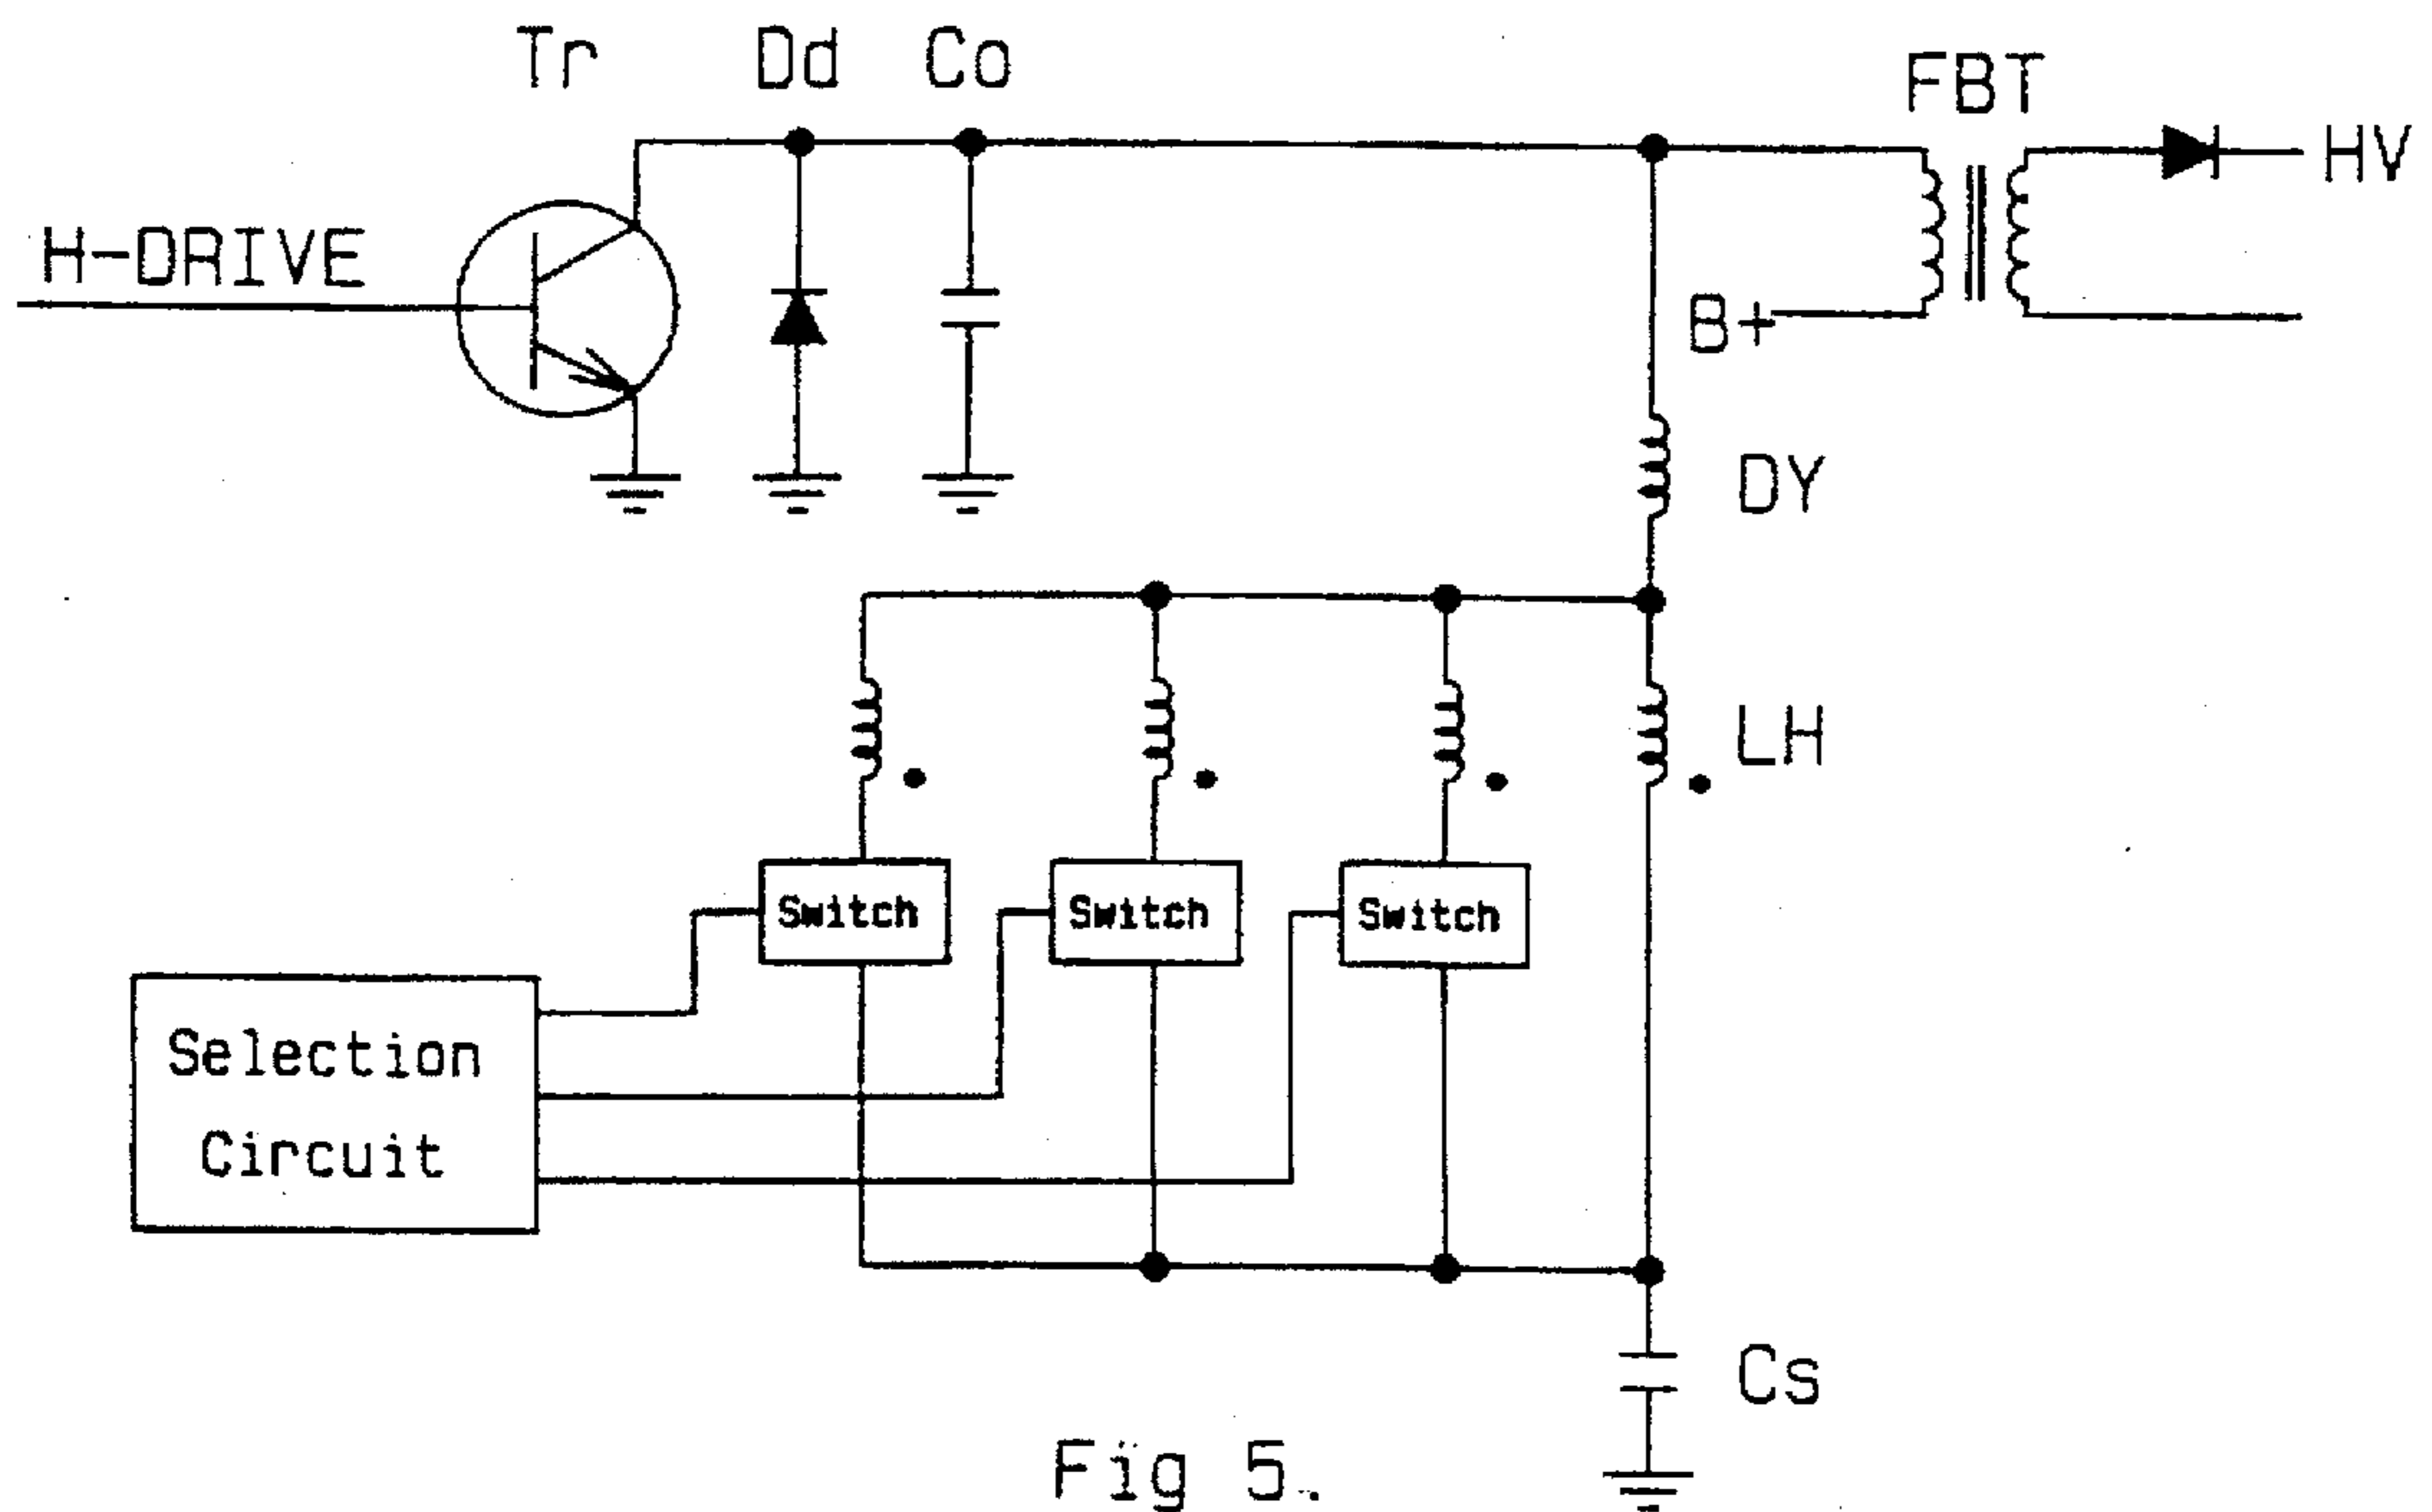 Tr
Dd
Co
FBT
HV
H-DRIVE
B+
DY
LH
Switch
Switch
Switch
Selection
Circuit
Cs
Fig 5.